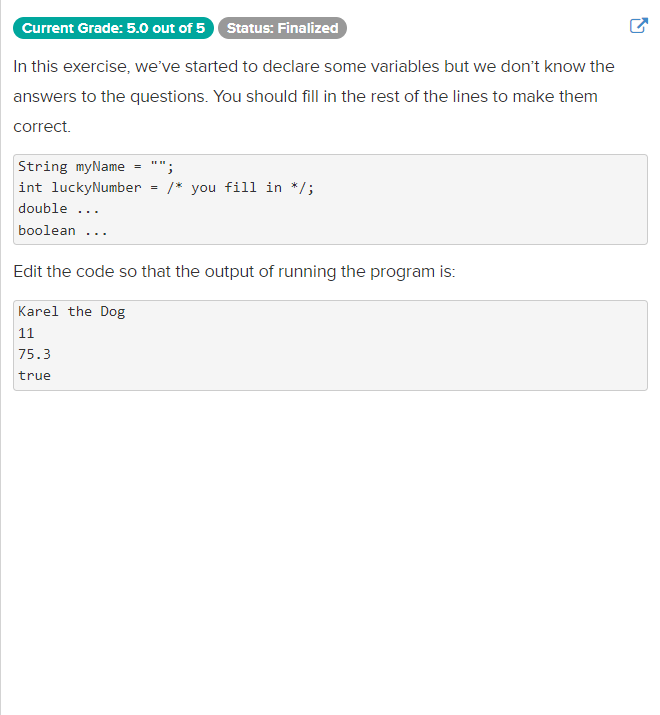 Current Grade: 5.0 out of 5 Status: Finalized
In this exercise, we’ve started to declare some variables but we don’t know the
answers to the questions. You should fill in the rest of the lines to make them
correct.
String myName = "";
int luckyNumber = /* you fill in */;
double ...
boolean ...
Edit the code so that the output of running the program is:
Karel the Dog
11
75.3
true